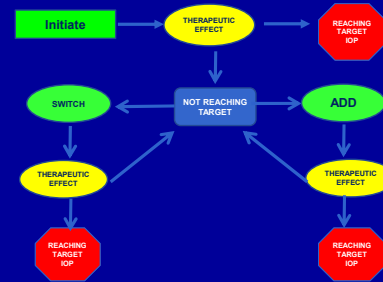 Initiate
THERAPEUTIC
EFFECT
REACHING
TARGET
IOP
SWITCH
NOT REACHING
TARGET
ADD
THERAPEUTIC
EFFECT
THERAPEUTIC
EFFECT
REACHING
TARGET
IOP
REACHING
TARGET
IOP